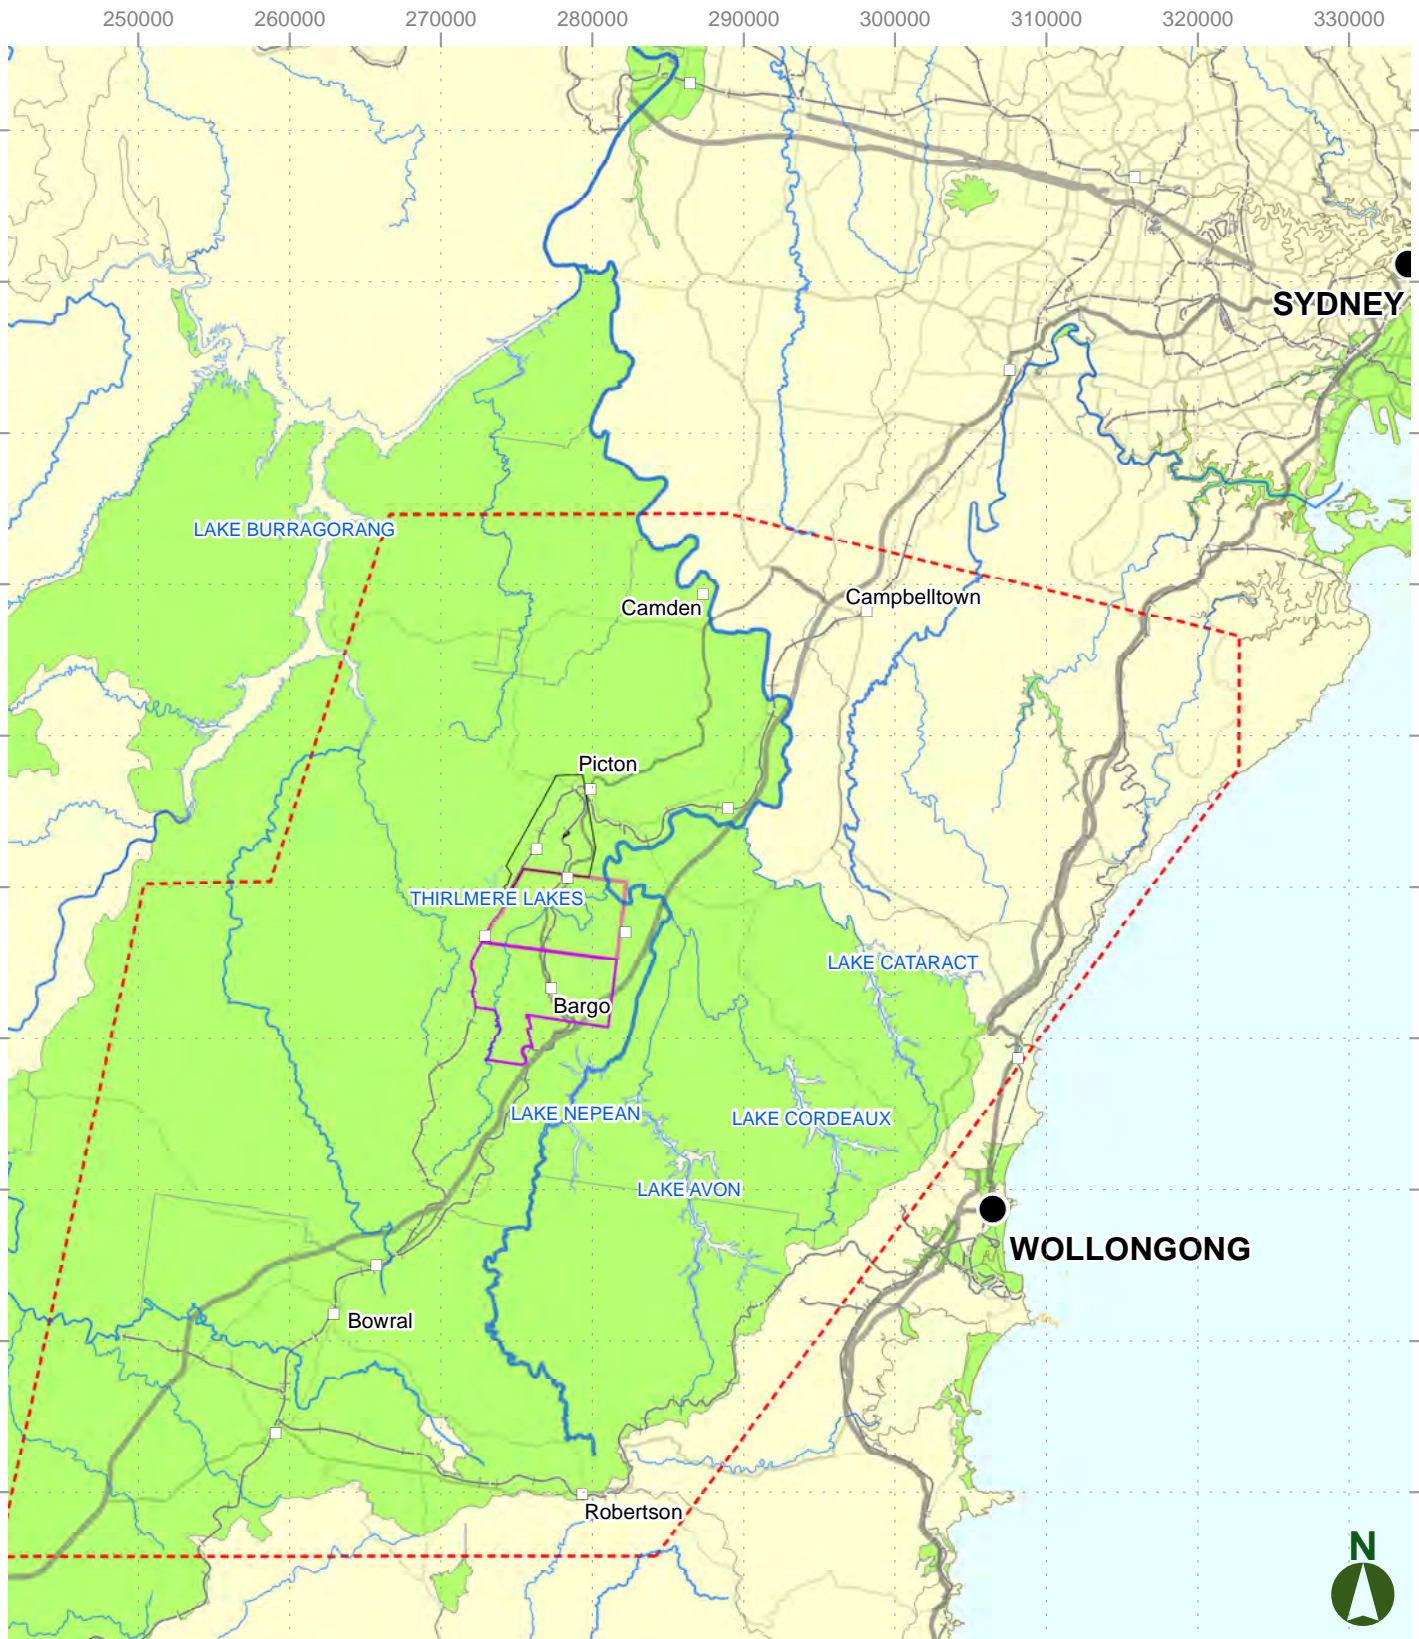 250000 260000 270000 280000 290000 300000 310000 320000 330000
SYDNEY
LAKE BURRAGORANG
Campbelltown
Camden
Picton
THIRLMERE LAKES
LAKE CATARACT
Bargo
LAKE NEPEAN
LAKE CORDEAUX
LAKE AVON
WOLLONGONG
Bowral
Robertson
N